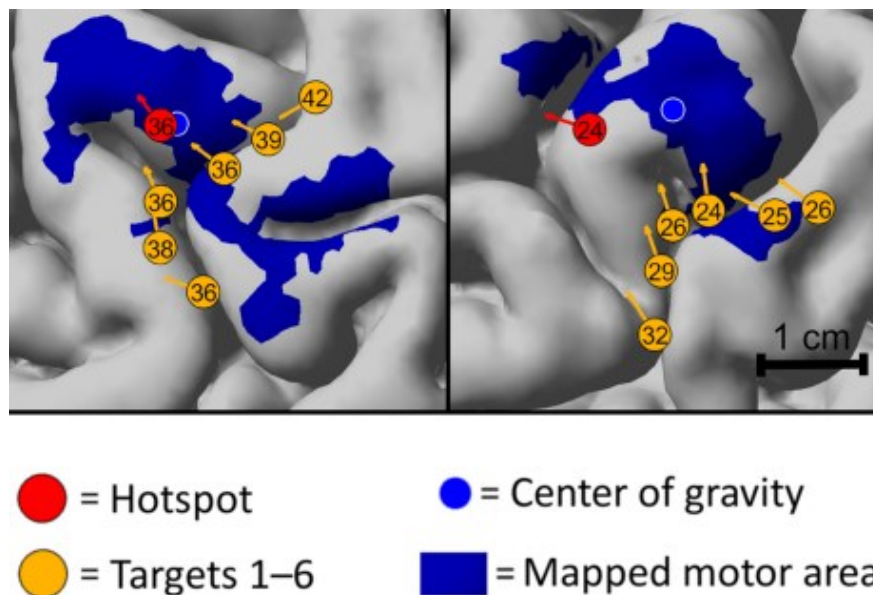 42
36
39
36
36
38
36
24
26
24
25
26
29
32
1 cm
= Hotspot
= Center of gravity
= Targets 1–6
= Mapped motor area